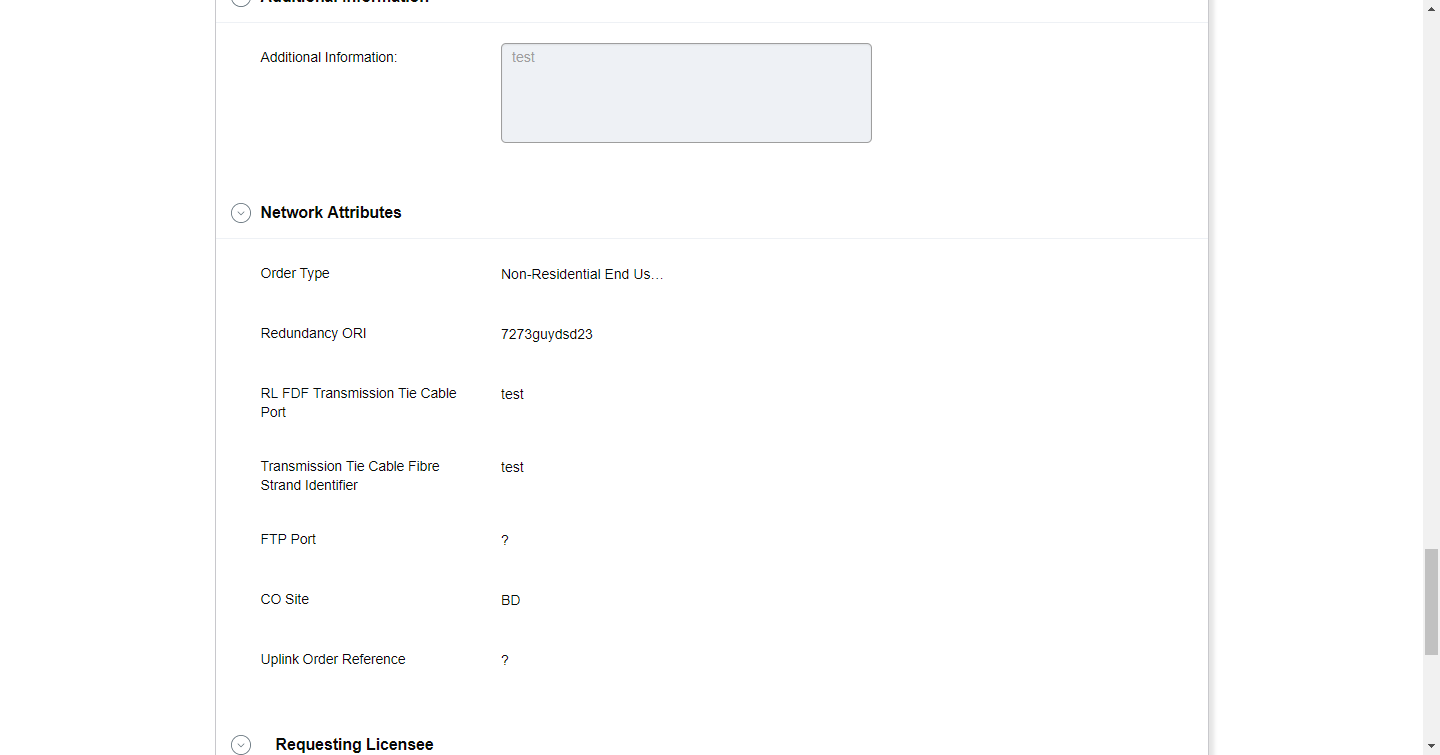 Additional Information
Additional Information:
test
Network Attributes
Order Type
Non-Residential End Us…
Redundancy ORI
7273guydsd23
RL FDF Transmission Tie Cable
Port
test
Transmission Tie Cable Fibre
Strand Identifier
test
FTP Port
?
CO Site
BD
Uplink Order Reference
?
Requesting Licensee